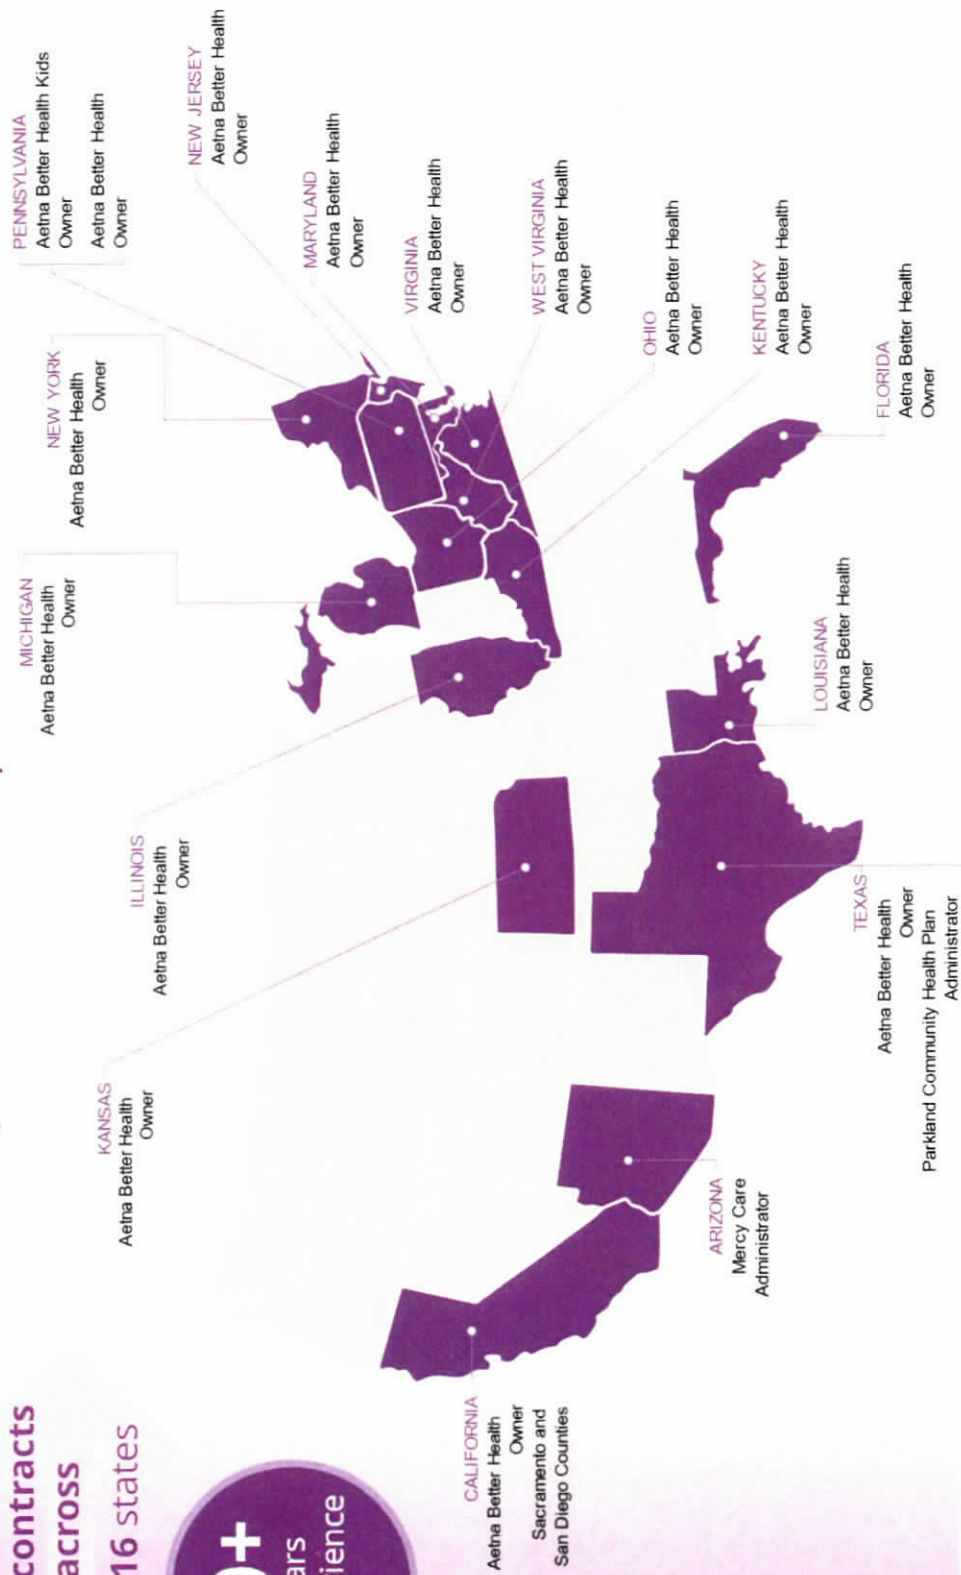 contracts
across
16 states
CALIFORNIA
Aetna Better Health
Owner
Sacramento and
San Diego Counties
KANSAS
Aetna Better Health
Owner
ILLINOIS
Aetna Better Health
Owner
MICHIGAN
Aetna Better Health
Owner
NEW YORK
Aetna Better Health
Owner
PENNSYLVANIA
Aetna Better Health Kids
Owner
Aetna Better Health
Owner
NEW JERSEY
Aetna Better Health
Owner
MARYLAND
Aetna Better Health
Owner
VIRGINIA
Aetna Better Health
Owner
WEST VIRGINIA
Aetna Better Health
Owner
OHIO
Aetna Better Health
Owner
KENTUCKY
Aetna Better Health
Owner
FLORIDA
Aetna Better Health
Owner
LOUISIANA
Aetna Better Health
Owner
TEXAS
Aetna Better Health
Owner
Parkland Community Health Plan
Administrator
ARIZONA
Mercy Care
Administrator